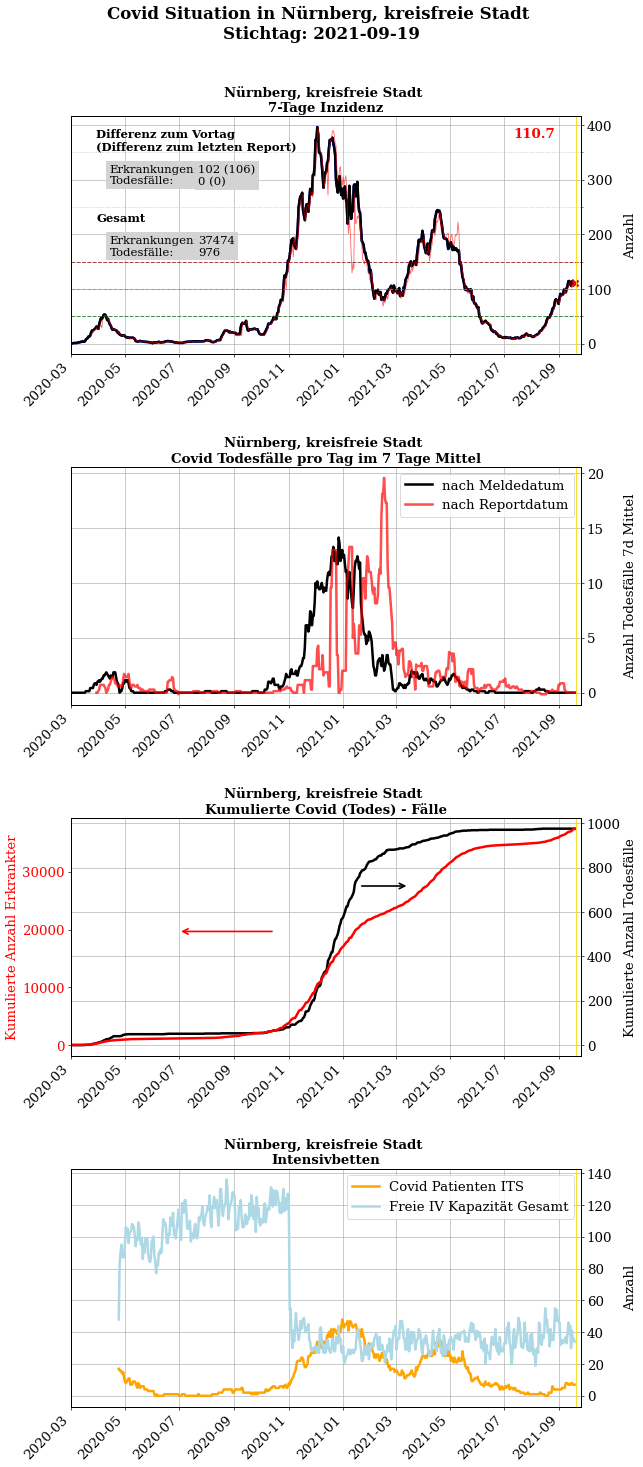 Covid Situation in Nürnberg, kreisfreie Stadt
Stichtag: 2021-09-19
Nürnberg, kreisfreie Stadt
7-Tage Inzidenz
Differenz zum Vortag
(Differenz zum letzten Report)
Erkrankungen 102 (106)
Todesfälle: 0 (0)
Gesamt
Erkrankungen 37474
Todesfälle: 976
110.7
400
300
200
100
0
Anzahl
2020-03
2020-05
2020-07
2020-09
2020-11
2021-01
2021-03
2021-05
2021-07
2021-09
Nürnberg, kreisfreie Stadt
Covid Todesfälle pro Tag im 7 Tage Mittel
nach Meldedatum
nach Reportdatum
20
15
10
5
0
Anzahl Todesfälle 7d Mittel
2020-03
2020-05
2020-07
2020-09
2020-11
2021-01
2021-03
2021-05
2021-07
2021-09
Nürnberg, kreisfreie Stadt
Kumulierte Covid (Todes) - Fälle
Kumulierte Anzahl Erkrankter
30000
20000
10000
0
1000
800
600
400
200
0
Kumulierte Anzahl Todesfälle
2020-03
2020-05
2020-07
2020-09
2020-11
2021-01
2021-03
2021-05
2021-07
2021-09
Nürnberg, kreisfreie Stadt
Intensivbetten
Covid Patienten ITS
Freie IV Kapazität Gesamt
140
120
100
80
60
40
20
0
Anzahl
2020-03
2020-05
2020-07
2020-09
2020-11
2021-01
2021-03
2021-05
2021-07
2021-09